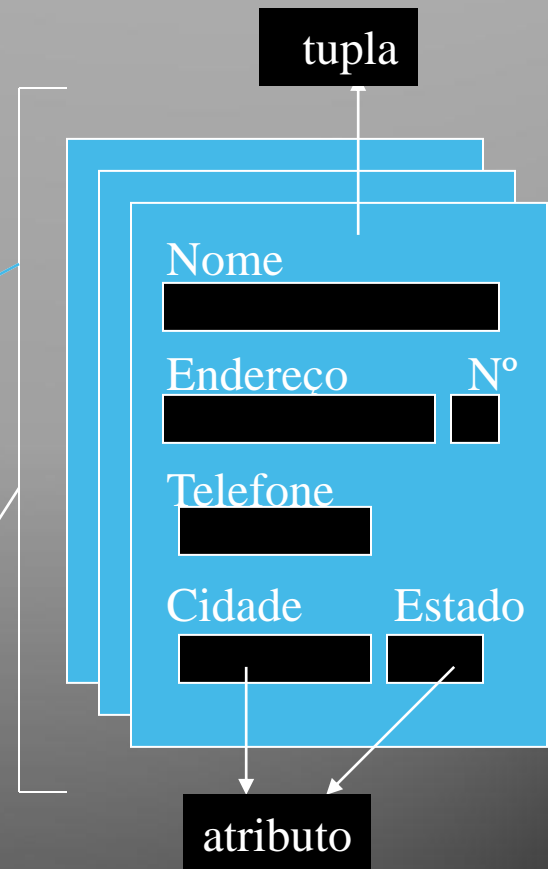 tupla
Nome
Endereço Nº
Telefone
Cidade Estado
atributo